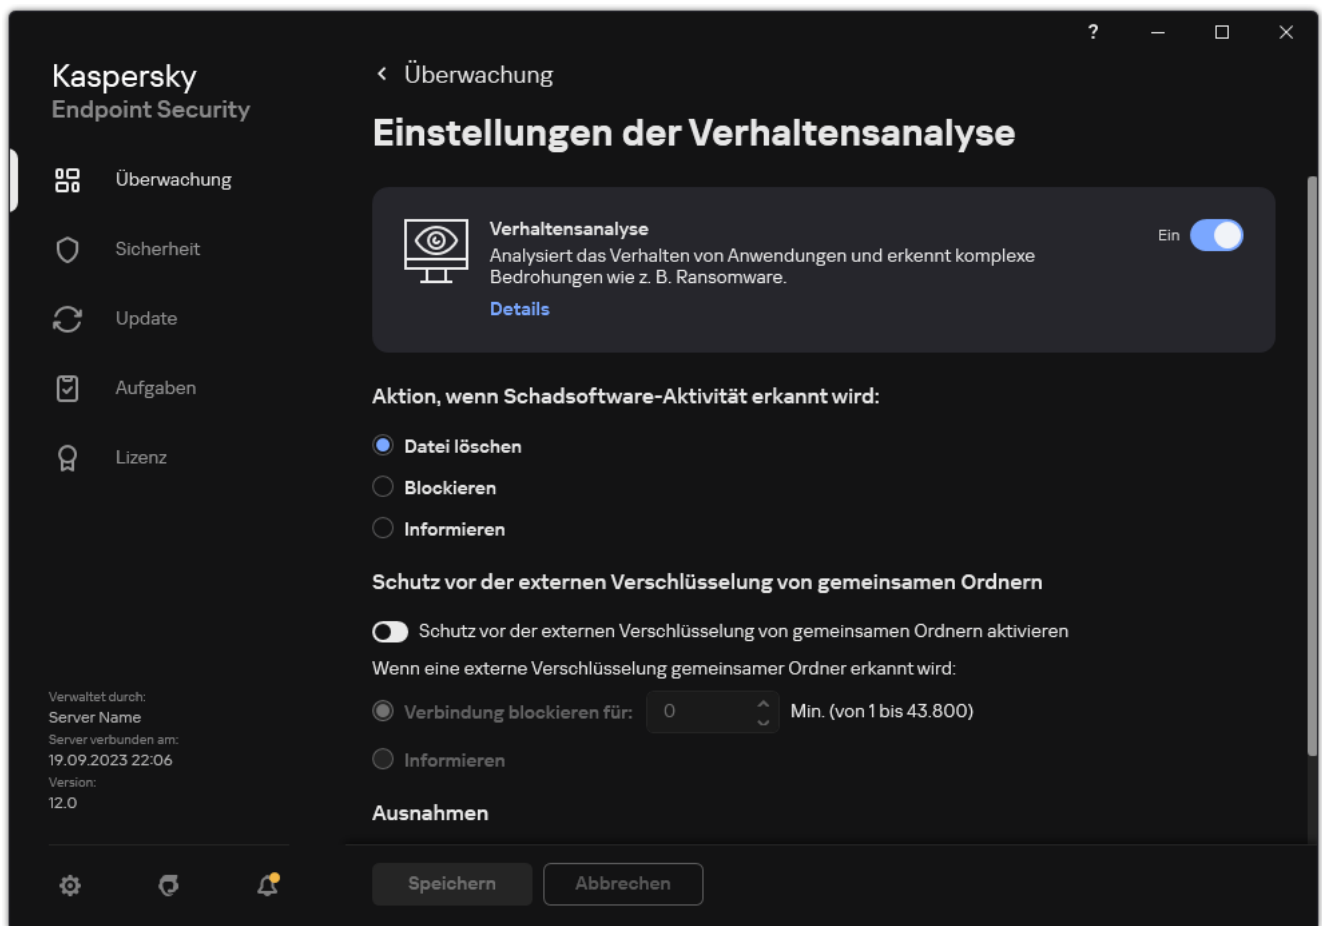 ?
Kaspersky
Endpoint Security
Überwachung
Sicherheit
Update
Aufgaben
Lizenz
Verwaltet durch:
Server Name
Server verbunden am:
19.09.2023 22:06
Version:
12.0
Überwachung
Einstellungen der Verhaltensanalyse
Verhaltensanalyse
Analysiert das Verhalten von Anwendungen und erkennt komplexe
Bedrohungen wie z. B. Ransomware.
Details
Ein
Aktion, wenn Schadsoftware-Aktivität erkannt wird:
Datei löschen
Blockieren
Informieren
Schutz vor der externen Verschlüsselung von gemeinsamen Ordnern
Schutz vor der externen Verschlüsselung von gemeinsamen Ordnern aktivieren
Wenn eine externe Verschlüsselung gemeinsamer Ordner erkannt wird:
Verbindung blockieren für: 0 Min. (von 1 bis 43.800)
Informieren
Ausnahmen
Speichern Abbrechen